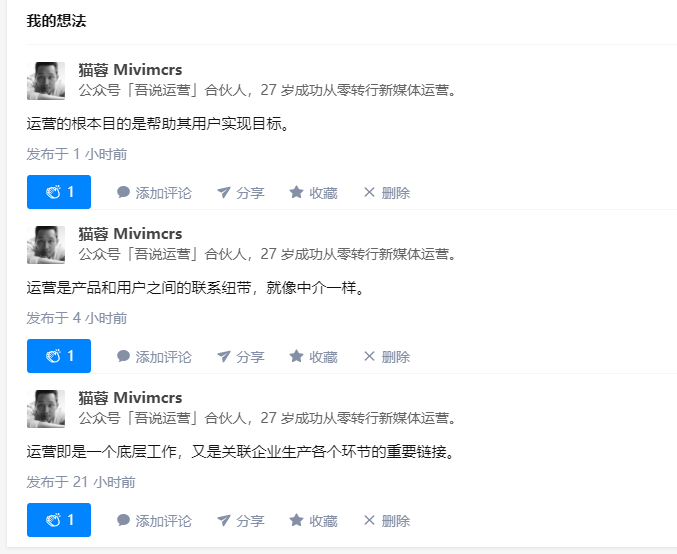 我的想法
猫蓉 Mivimcrs
公众号「吾说运营」合伙人，27 岁成功从零转行新媒体运营。
运营的根本目的是帮助其用户实现目标。
发布于 1 小时前
1 添加评论 分享 收藏 删除
猫蓉 Mivimcrs
公众号「吾说运营」合伙人，27 岁成功从零转行新媒体运营。
运营是产品和用户之间的联系纽带，就像中介一样。
发布于 4 小时前
1 添加评论 分享 收藏 删除
猫蓉 Mivimcrs
公众号「吾说运营」合伙人，27 岁成功从零转行新媒体运营。
运营即是一个底层工作，又是关联企业生产各个环节的重要链接。
发布于 21 小时前
1 添加评论 分享 收藏 删除